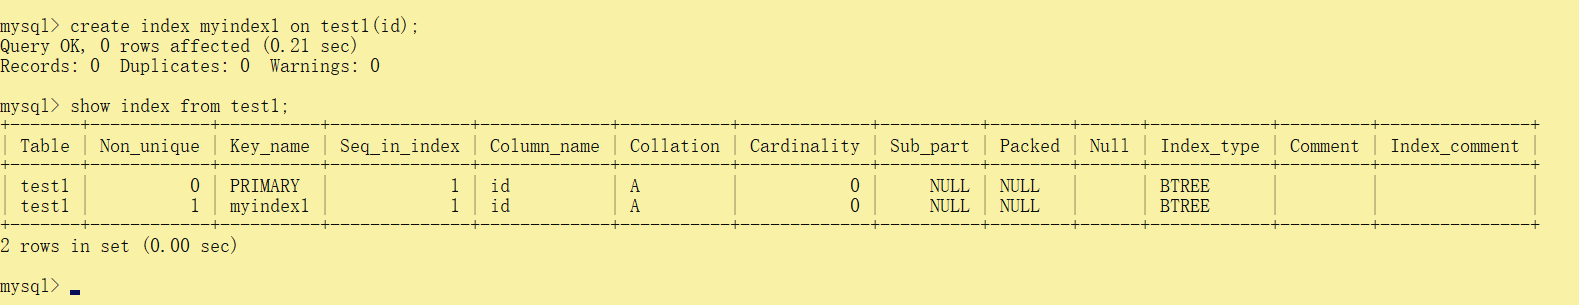 mysql> create index myindex1 on test1(id);
Query OK, 0 rows affected (0.21 sec)
Records: 0  Duplicates: 0  Warnings: 0
mysql> show index from test1;
+-------+------------+----------+--------------+-------------+-----------+-------------+----------+--------+------+------------+---------+---------------+
| Table | Non_unique | Key_name | Seq_in_index | Column_name | Collation | Cardinality | Sub_part | Packed | Null | Index_type | Comment | Index_comment |
+-------+------------+----------+--------------+-------------+-----------+-------------+----------+--------+------+------------+---------+---------------+
| test1 |          0 | PRIMARY  |            1 | id          | A         |           0 |     NULL | NULL   |      | BTREE      |         |               |
| test1 |          1 | myindex1 |            1 | id          | A         |           0 |     NULL | NULL   |      | BTREE      |         |               |
+-------+------------+----------+--------------+-------------+-----------+-------------+----------+--------+------+------------+---------+---------------+
2 rows in set (0.00 sec)
mysql>